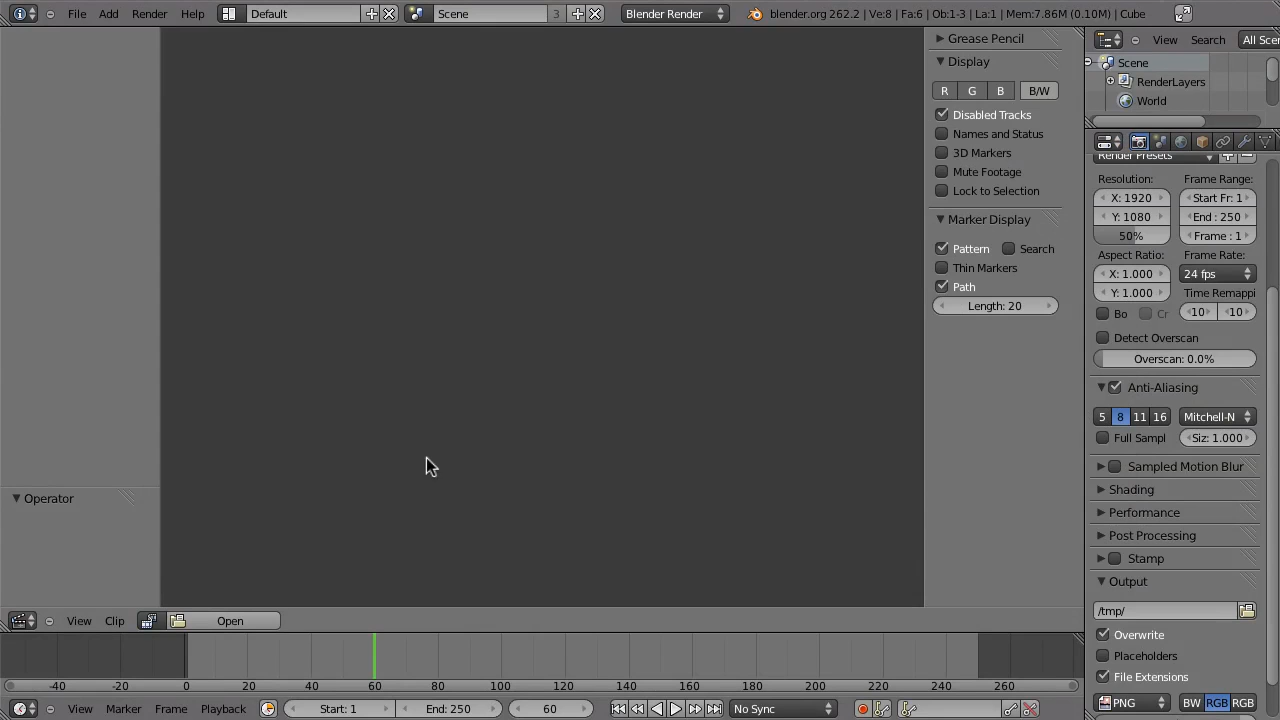 File Add Render Help Default Scene 3 Blender Render blender.org 262.2 | Ve:8 | Fa:6 | Ob:1-3 | La:1 | Mem:7.86M (0.10M) | Cube
Grease Pencil
Display
R G B B/W
Disabled Tracks
Names and Status
3D Markers
Mute Footage
Lock to Selection
Marker Display
Pattern Search
Thin Markers
Path
Length: 20
View Search All Scen
Scene
RenderLayers
World
Render Presets
Resolution: Frame Range:
X: 1920 Start Fr: 1
Y: 1080 End : 250
50% Frame : 1
Aspect Ratio: Frame Rate:
X: 1.000 24 fps
Y: 1.000 Time Remappi
Bo Cr 10 10
Detect Overscan
Overscan: 0.0%
Anti-Aliasing
5 8 11 16 Mitchell-N
Full Sampl Siz: 1.000
Sampled Motion Blur
Shading
Performance
Post Processing
Stamp
Output
/tmp/
Overwrite
Placeholders
File Extensions
PNG BW RGB RGB
Operator
View Clip Open
-40 -20 0 20 40 60 80 100 120 140 160 180 200 220 240 260
View Marker Frame Playback Start: 1 End: 250 60 No Sync